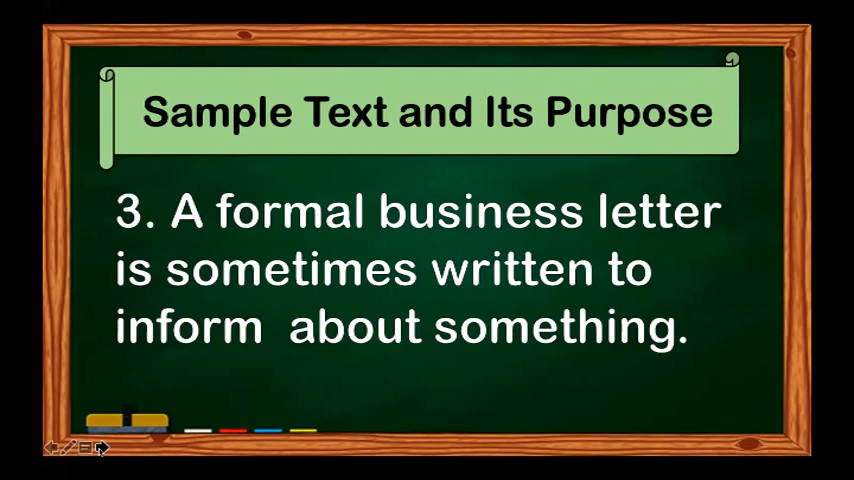 Sample Text and Its Purpose
3. A formal business letter
is sometimes written to
inform about something.